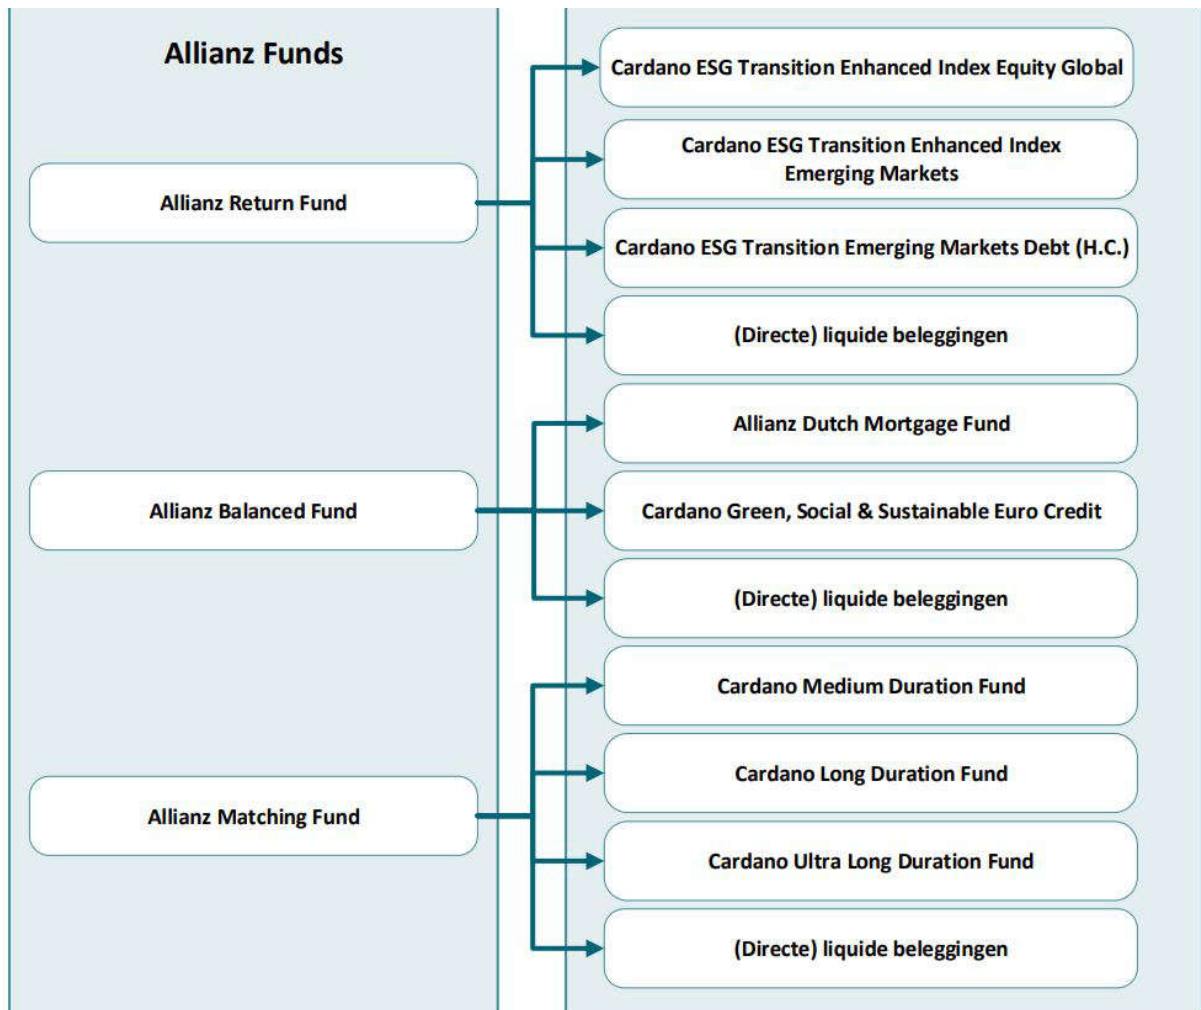 Allianz Funds
Allianz Return Fund
Cardano ESG Transition Enhanced Index Equity Global
Cardano ESG Transition Enhanced Index
Emerging Markets
Cardano ESG Transition Emerging Markets Debt (H.C.)
(Directe) liquide beleggingen
Allianz Balanced Fund
Allianz Dutch Mortgage Fund
Cardano Green, Social & Sustainable Euro Credit
(Directe) liquide beleggingen
Allianz Matching Fund
Cardano Medium Duration Fund
Cardano Long Duration Fund
Cardano Ultra Long Duration Fund
(Directe) liquide beleggingen